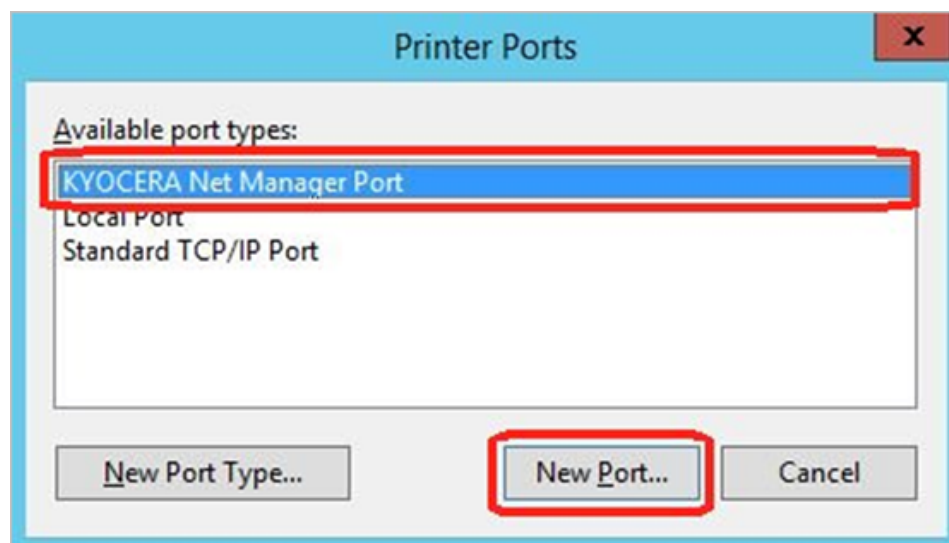 Printer Ports
x
Available port types:
KYOCERA Net Manager Port
Local Port
Standard TCP/IP Port
New Port Type...
New Port...
Cancel